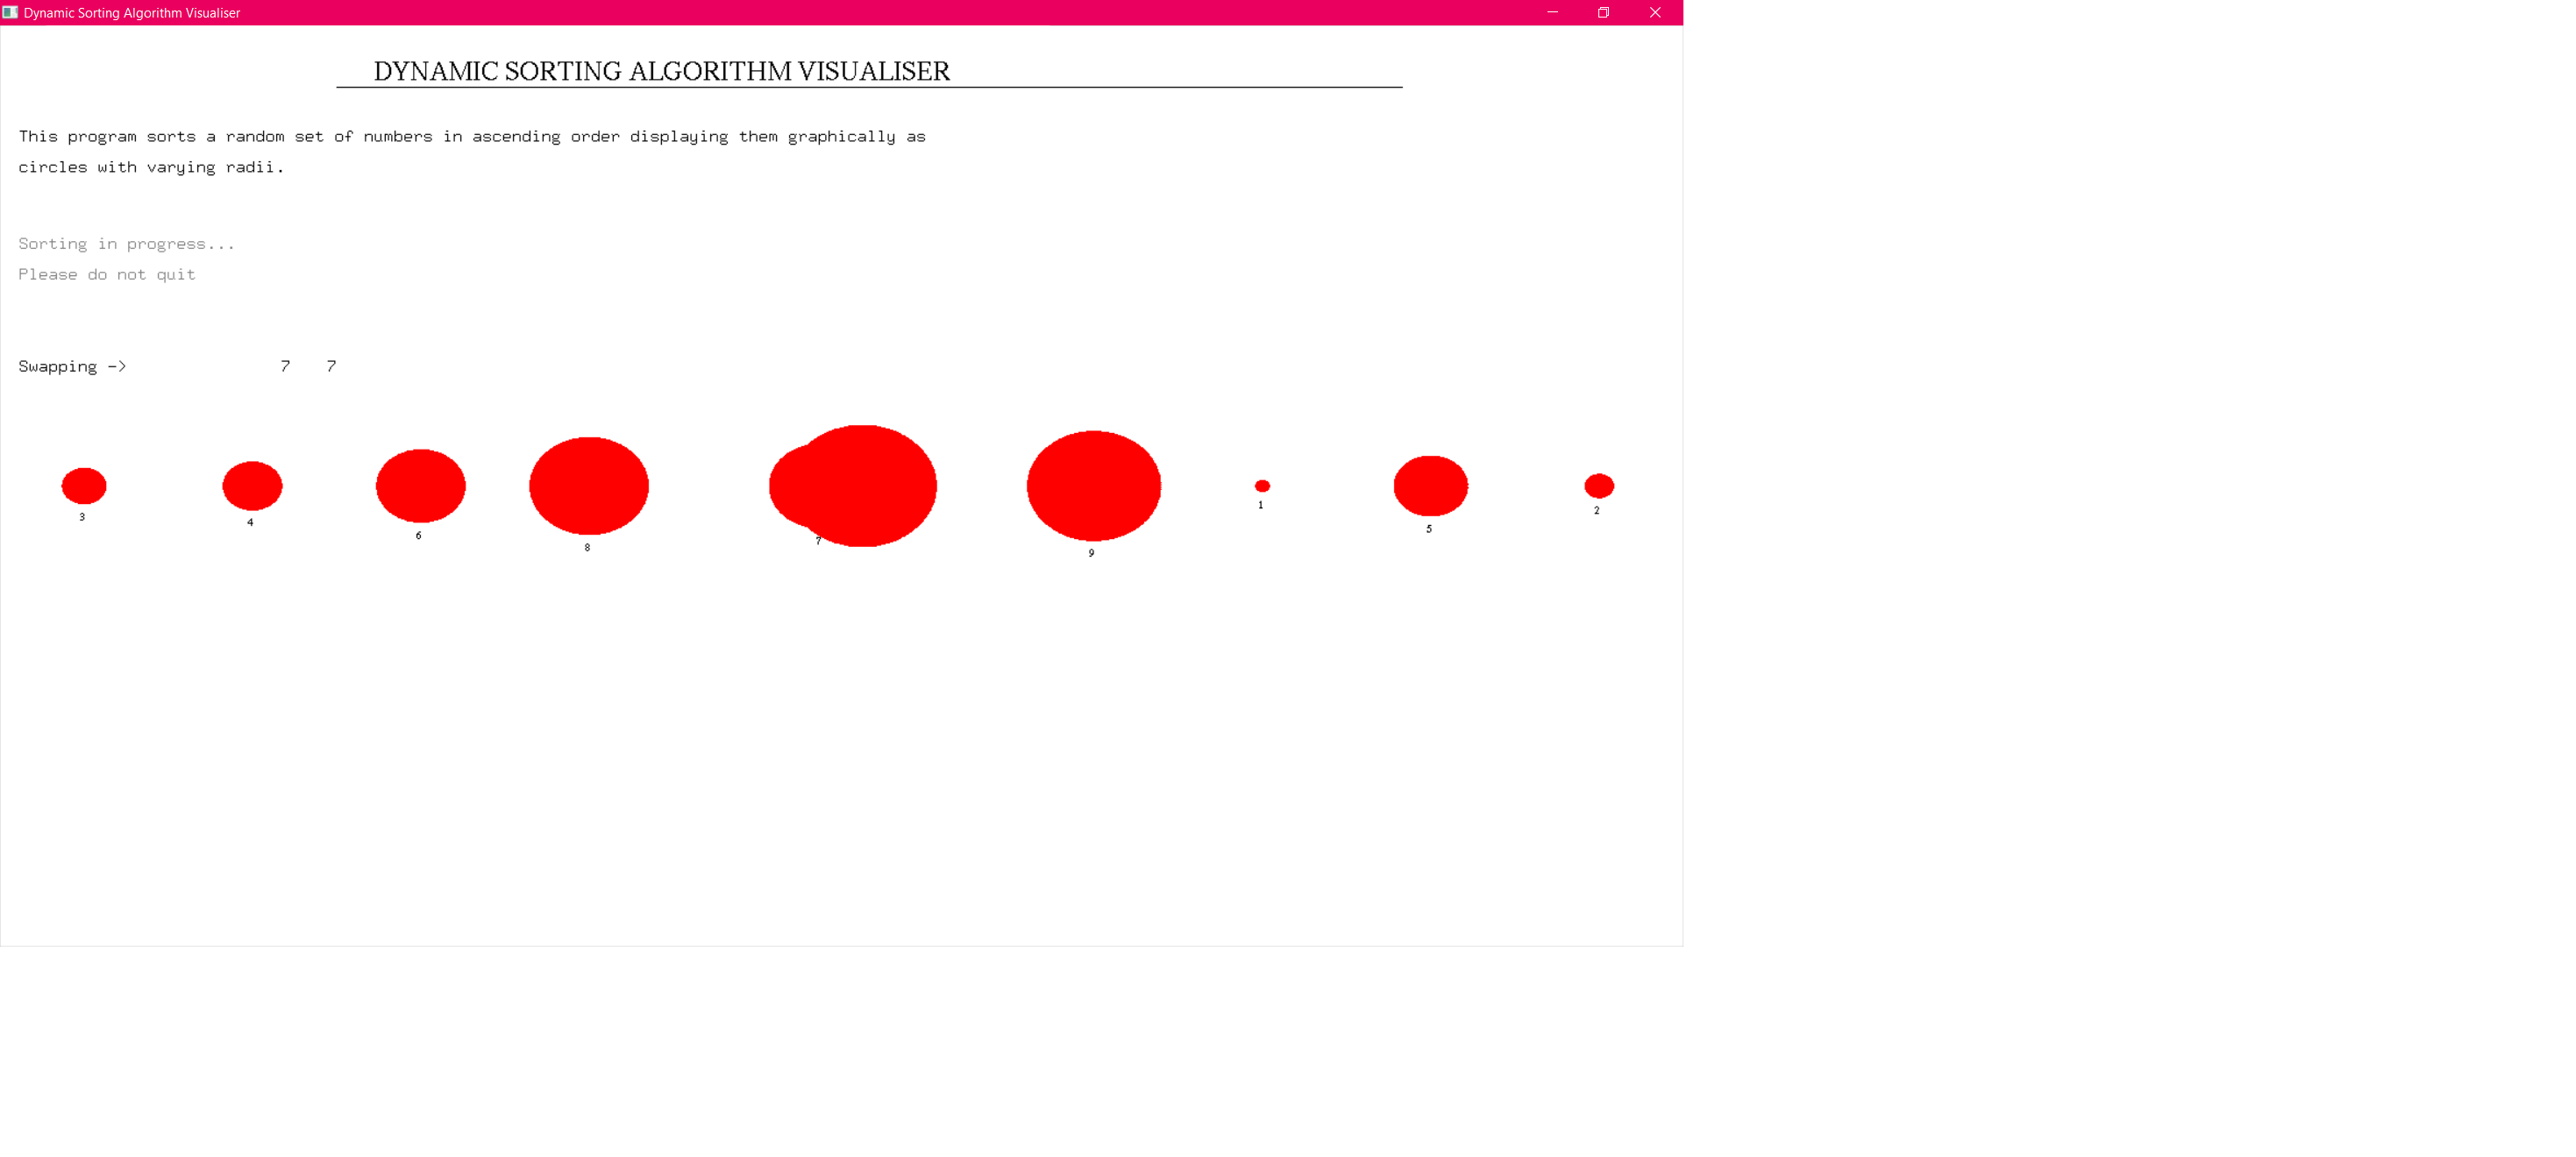 Dynamic Sorting Algorithm Visualiser
DYNAMIC SORTING ALGORITHM VISUALISER
This program sorts a random set of numbers in ascending order displaying them graphically as
circles with varying radii.
Sorting in progress...
Please do not quit
Swapping -> 7 7
3 4 6 8 7 9 1 5 2